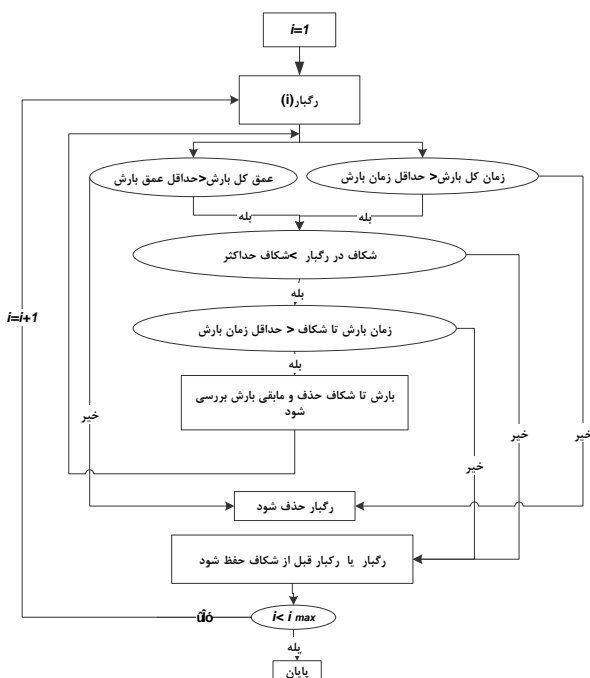 i=1
رگبار(i)
عمق کل بارش>حداقل عمق بارش
زمان کل بارش> حداقل زمان بارش
بله
بله
شکاف در رگبار >شکاف حداکثر
بله
i=i+1
زمان بارش تا شکاف > حداقل زمان بارش
بله
بارش تا شکاف حذف و مابقی بارش بررسی
شود
خیر
خیر
خیر
خیر
رگبار حذف شود
رگبار یا رکبار قبل از شکاف حفظ شود
i< i max
بله
پایان